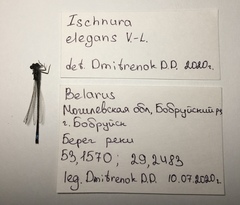 Ischnura
elegans V.-L.
det. Dmitrenok D.D. 2020г.
Belarus
Могилевская обл, Бобруйский р.
г. Бобруйск
Берег реки
53,1570 ; 29,2483
leg. Dmitrenok D.D. 10.07.2020г.